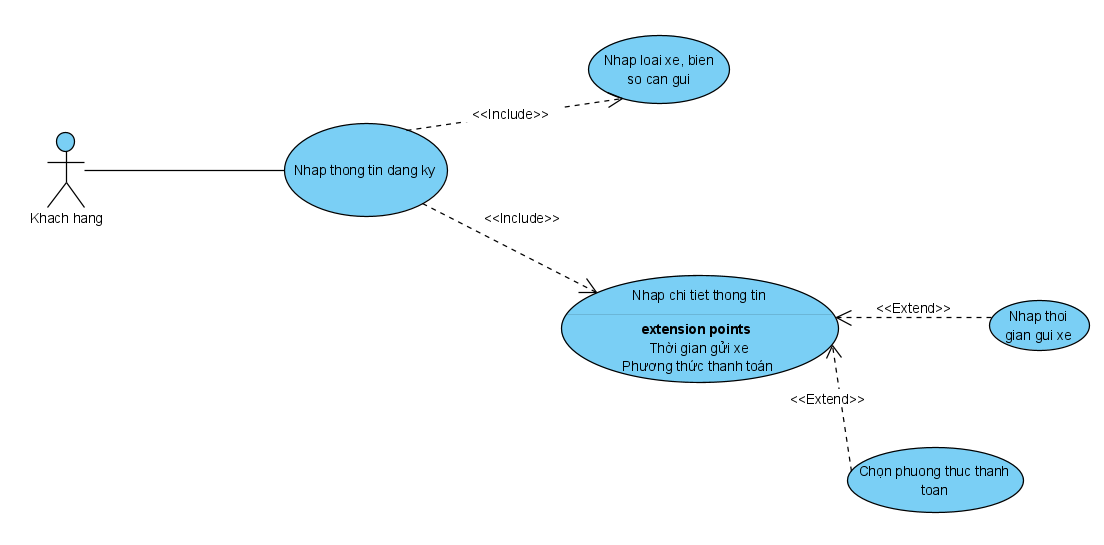 Nhap loai xe, bien
so can gui
<<Include>>
Nhap thong tin dang ky
Khach hang
<<Include>>
Nhap chi tiet thong tin
extension points
Thời gian gửi xe
Phương thức thanh toán
<<Extend>>
Nhap thoi
gian gui xe
<<Extend>>
Chọn phuong thuc thanh
toan